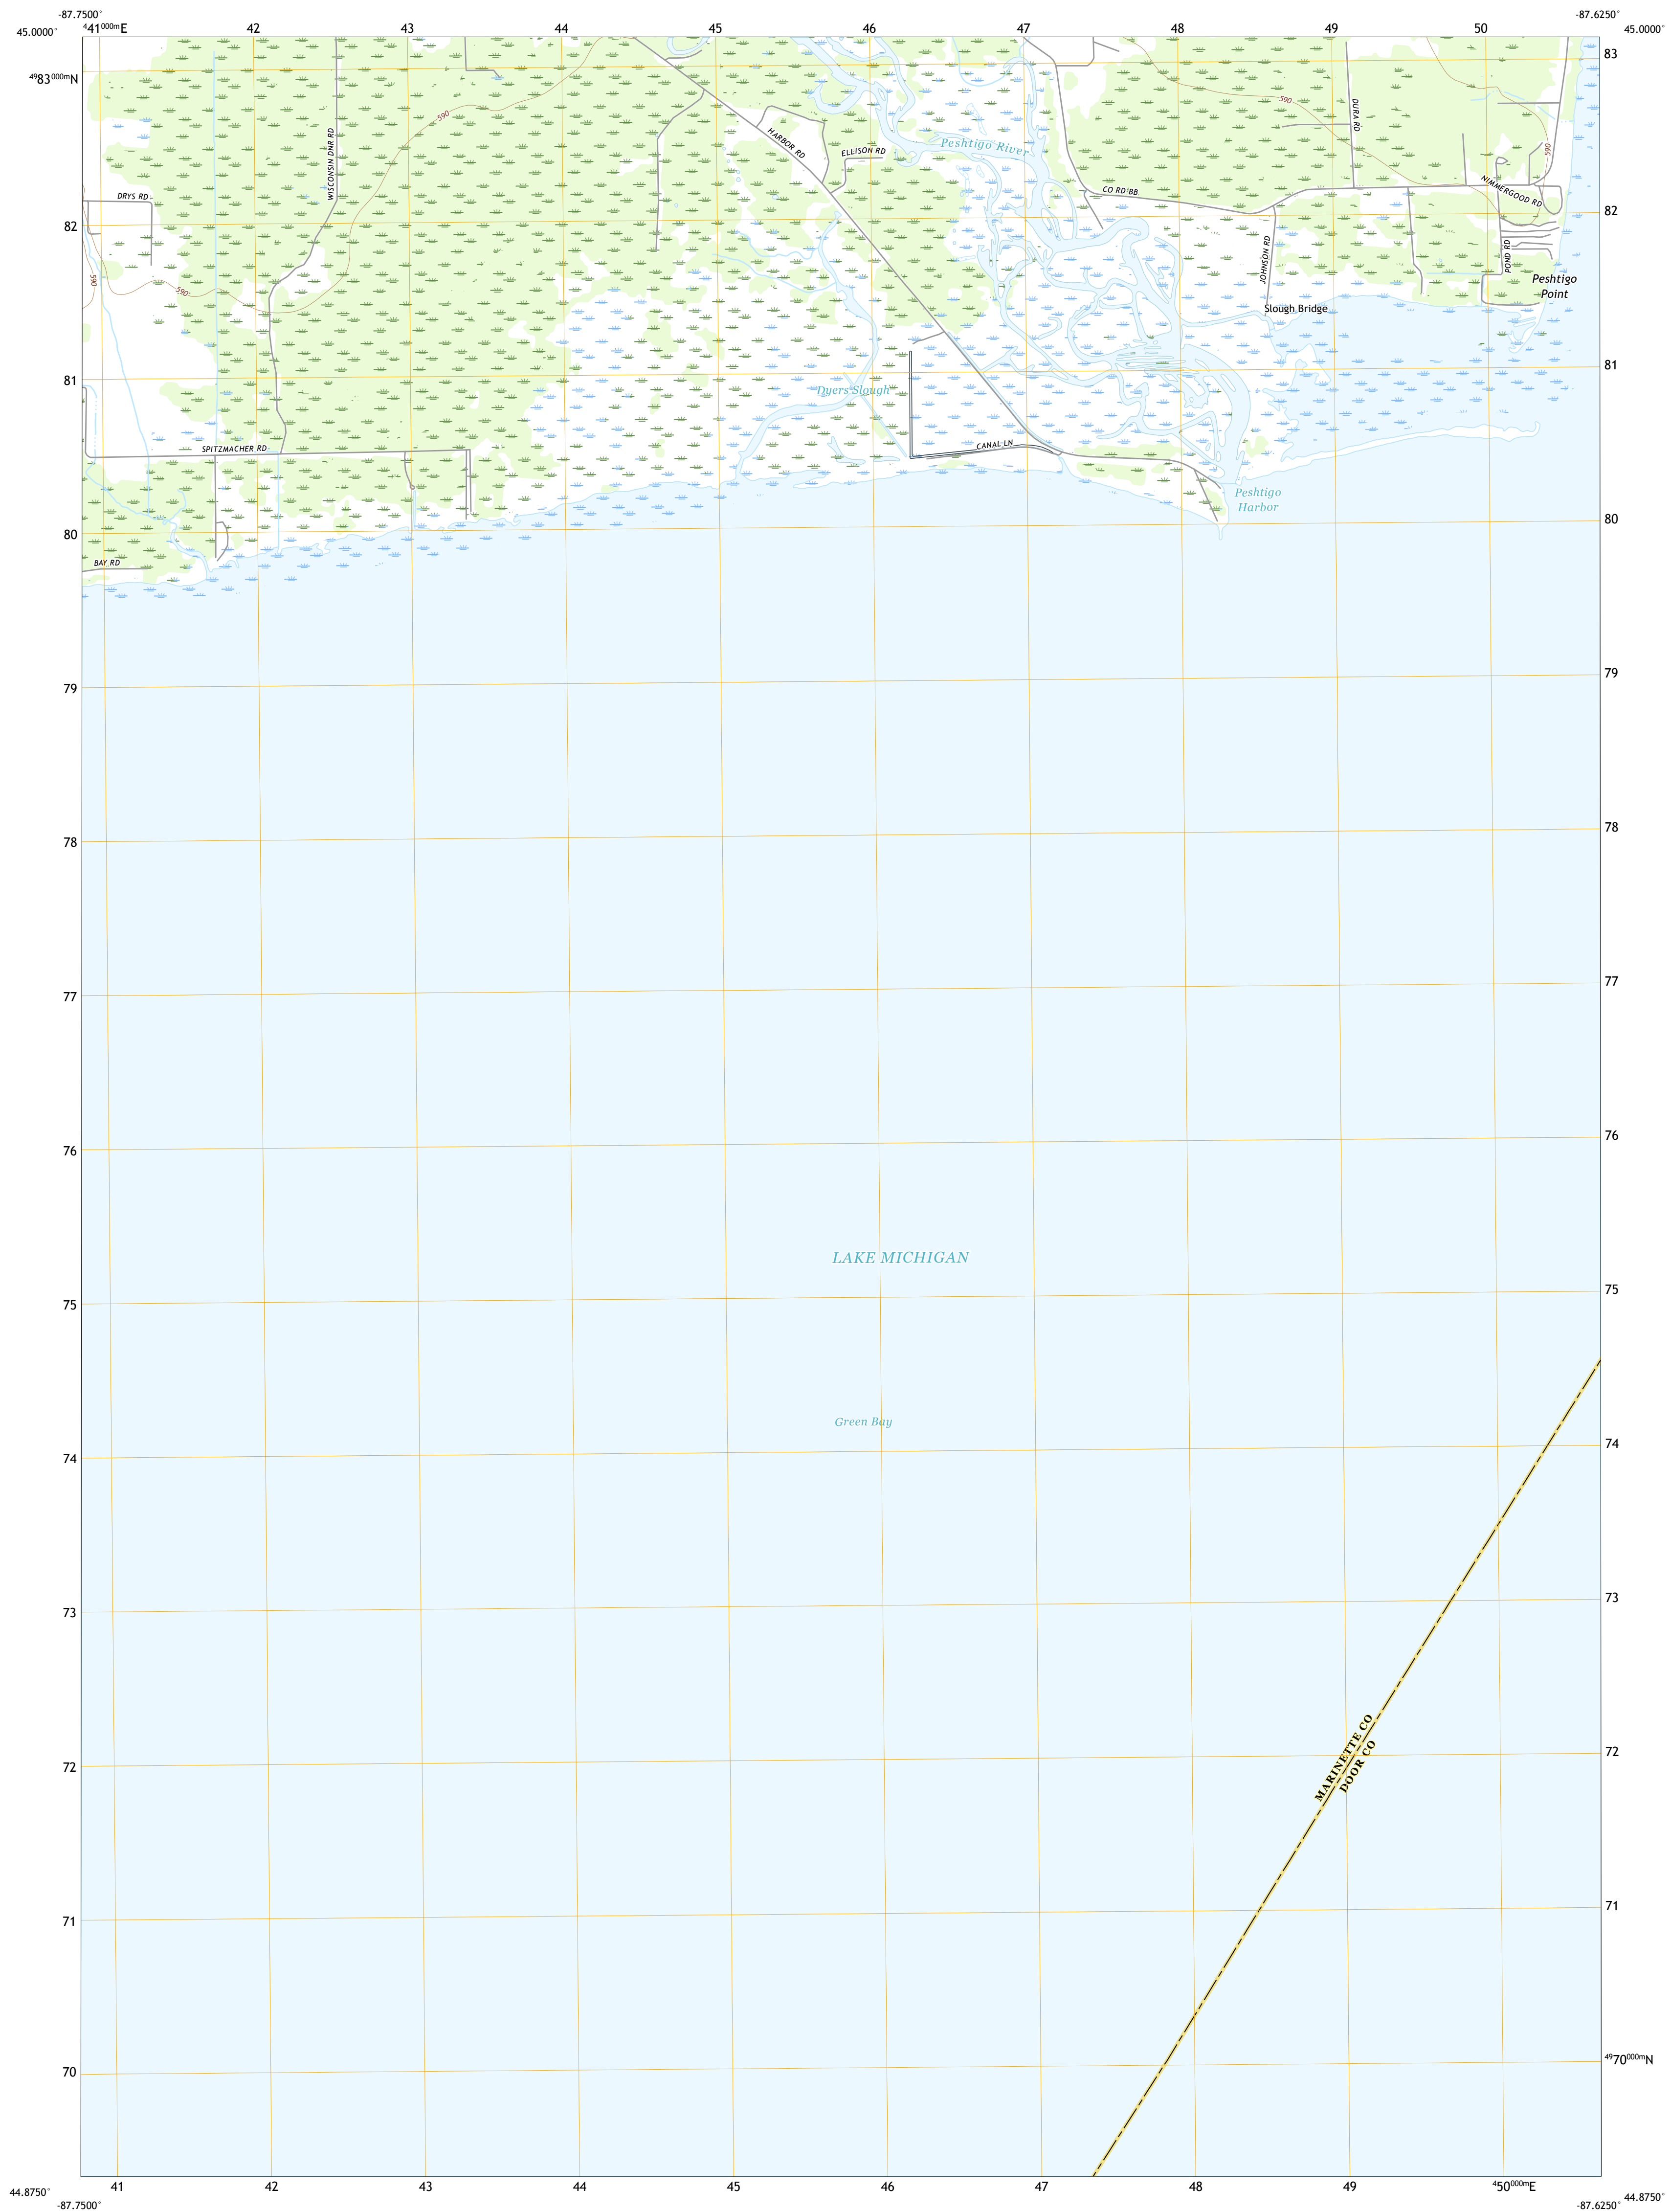 -87.7500°
-87.6250°
45.0000°
⁴41⁰⁰⁰ᵐE 42 43 44 45 46 47 48 49 50
45.0000°
⁴⁹83⁰⁰⁰ᵐN
83
590
590
DURA RD
HARBOR RD
WISCONSIN DNR RD
Peshtigo River
ELLISON RD
590
DRYS RD
CO RD BB
NIMMERGOOD RD
82
82
JOHNSON RD
POND RD
590
590
Peshtigo
Point
Slough Bridge
81
81
Dyers Slough
SPITZMACHER RD
CANAL LN
Peshtigo
Harbor
80
80
BAY RD
79
79
78
78
77
77
76
76
LAKE MICHIGAN
75
75
Green Bay
74
74
73
73
MARINETTE CO
DOOR CO
72
72
71
71
70
⁴⁹70⁰⁰⁰ᵐN
41 42 43 44 45 46 47 48 49 ⁴50⁰⁰⁰ᵐE
44.8750°
44.8750°
-87.7500°
-87.6250°